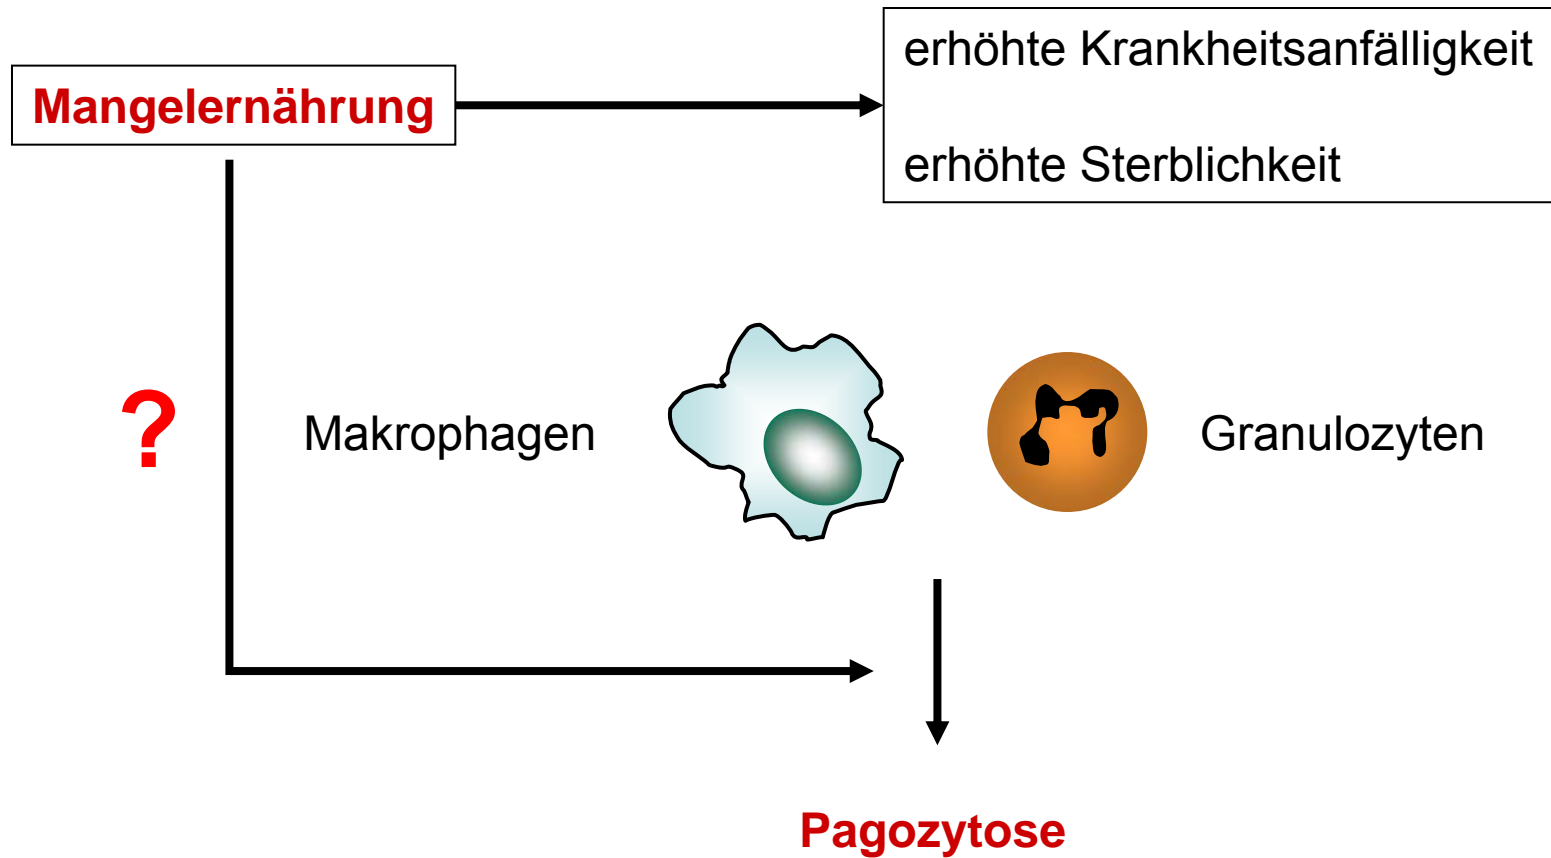 erhöhte Krankheitsanfälligkeit
Mangelernährung
erhöhte Sterblichkeit
?
Makrophagen
Granulozyten
Pagozytose